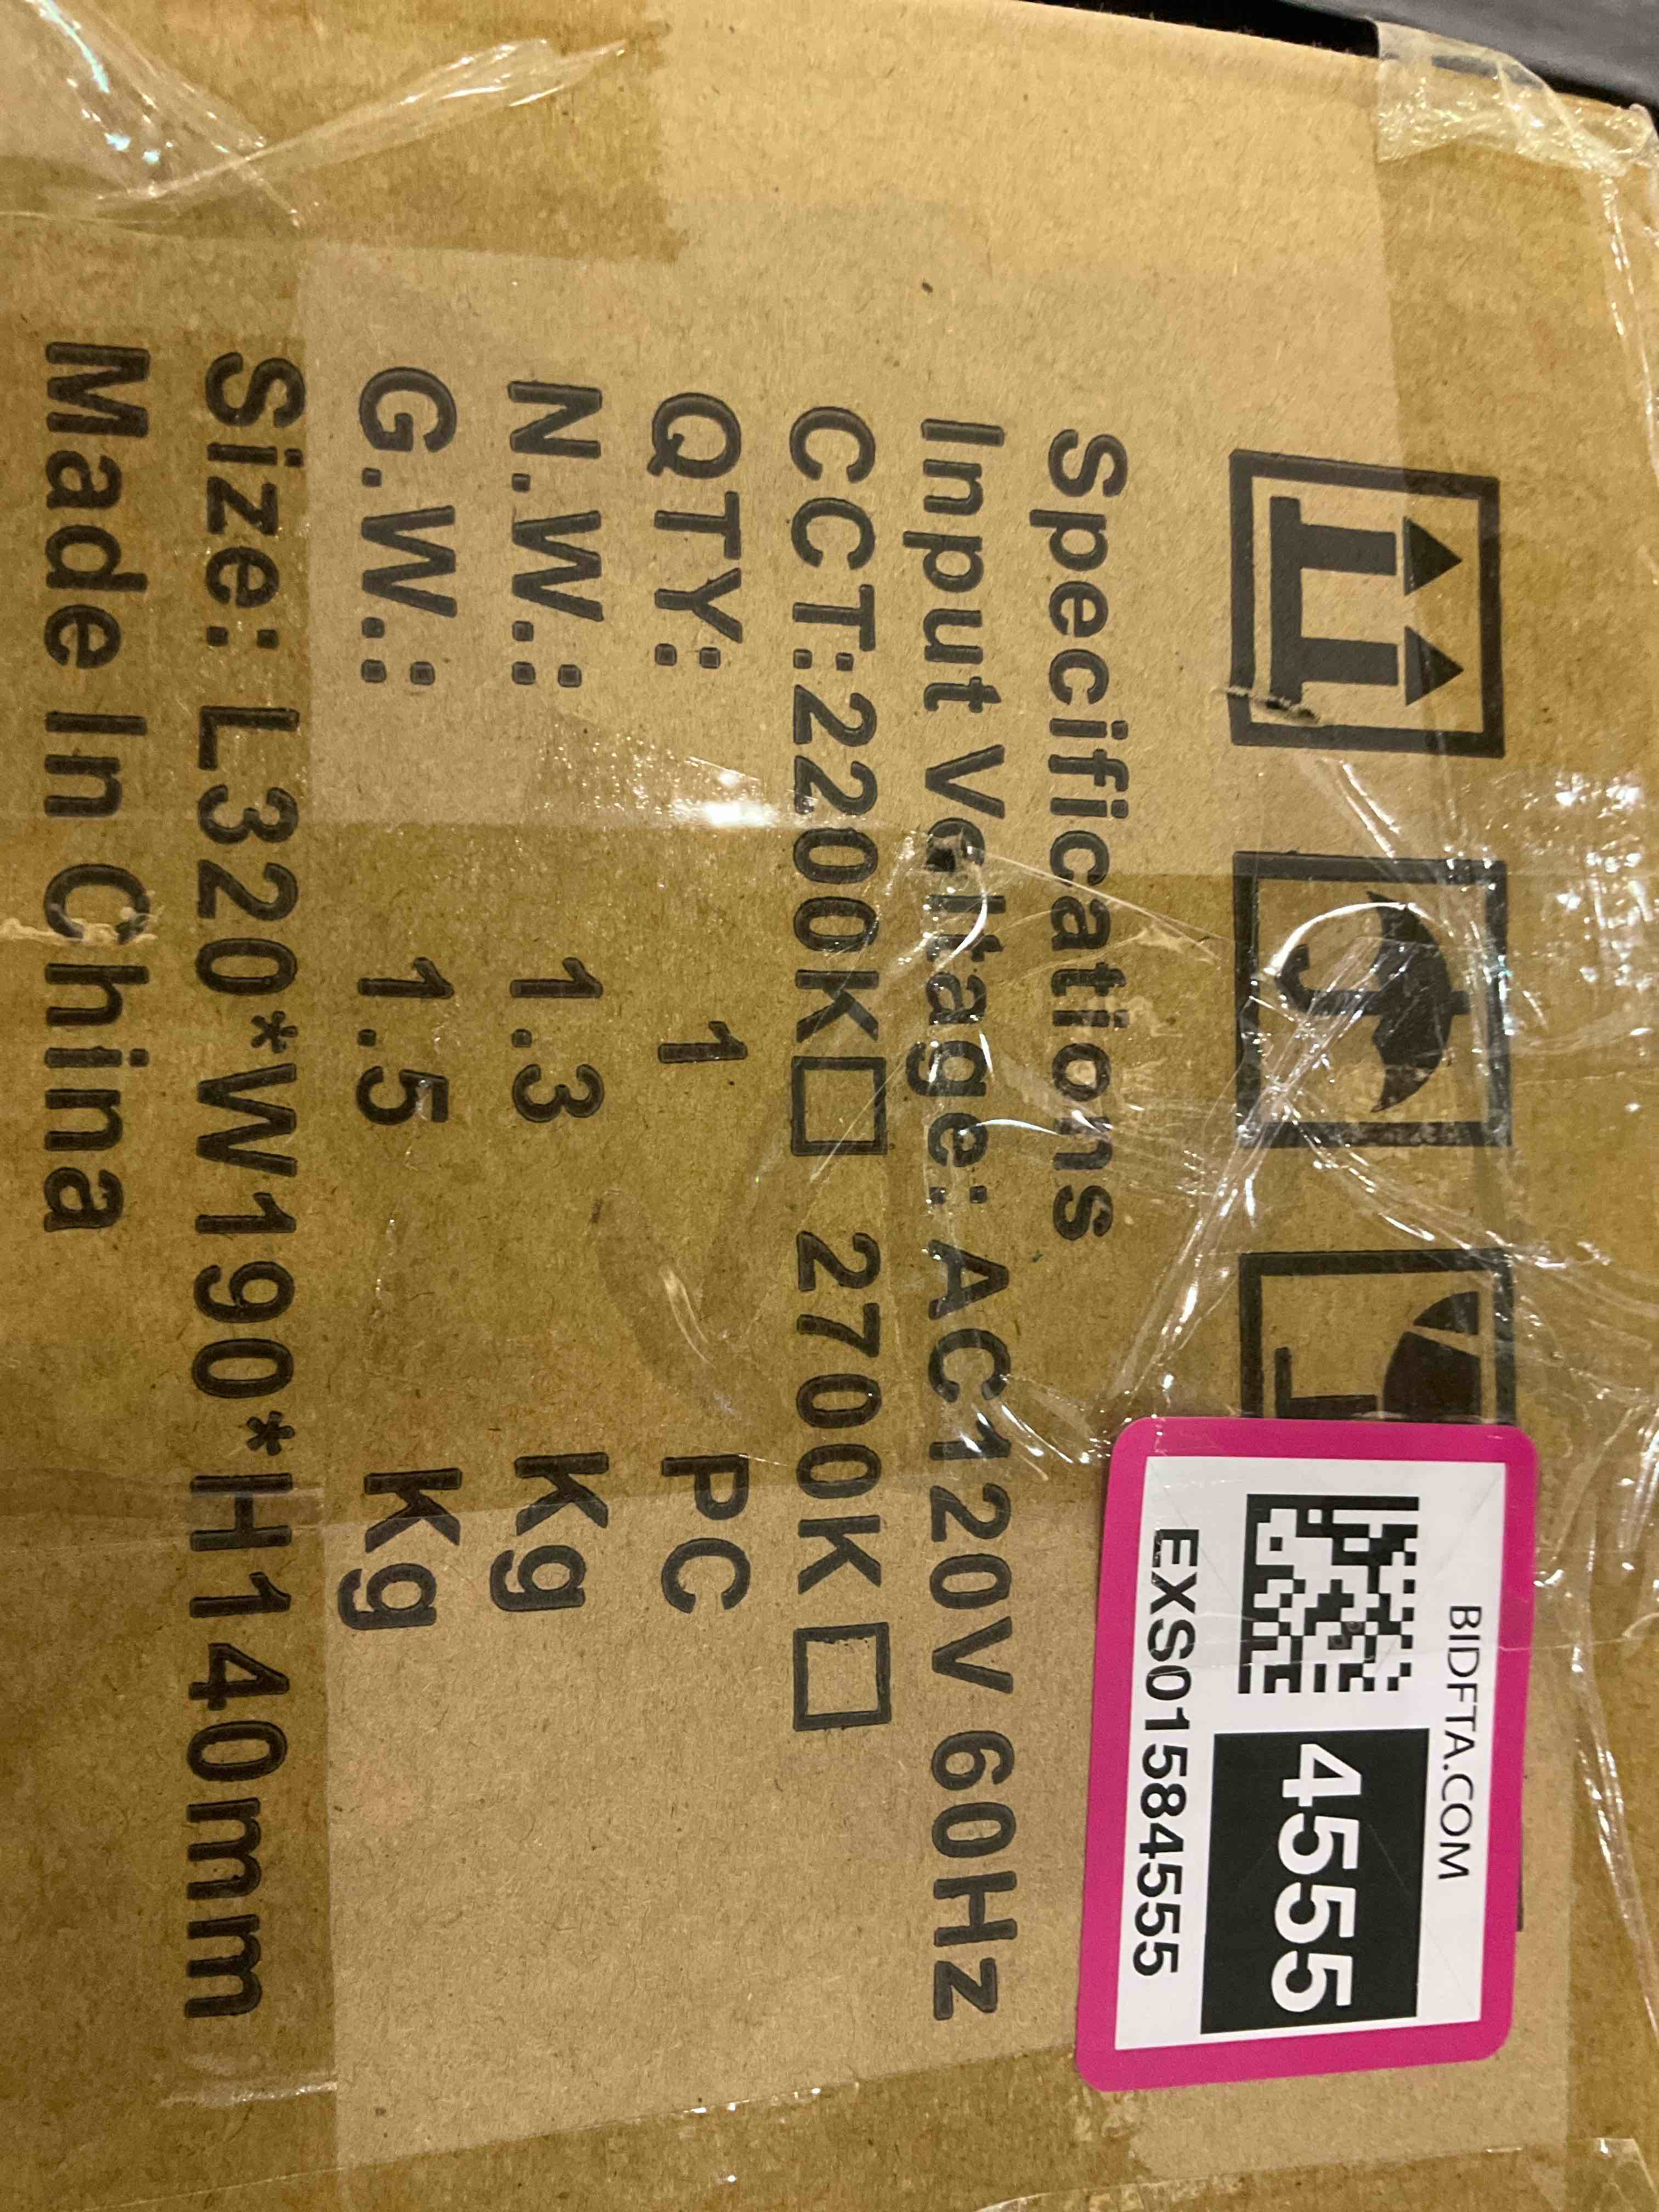 BIDFTA.COM
4555
EXS01584555
Specifications
Input Voltage: AC120V 60Hz
CCT:2200K□ 2700K□
QTY: 1 PC
N.W.: 1.3 Kg
G.W.: 1.5 Kg
Size: L320*W190*H140mm
Made In China